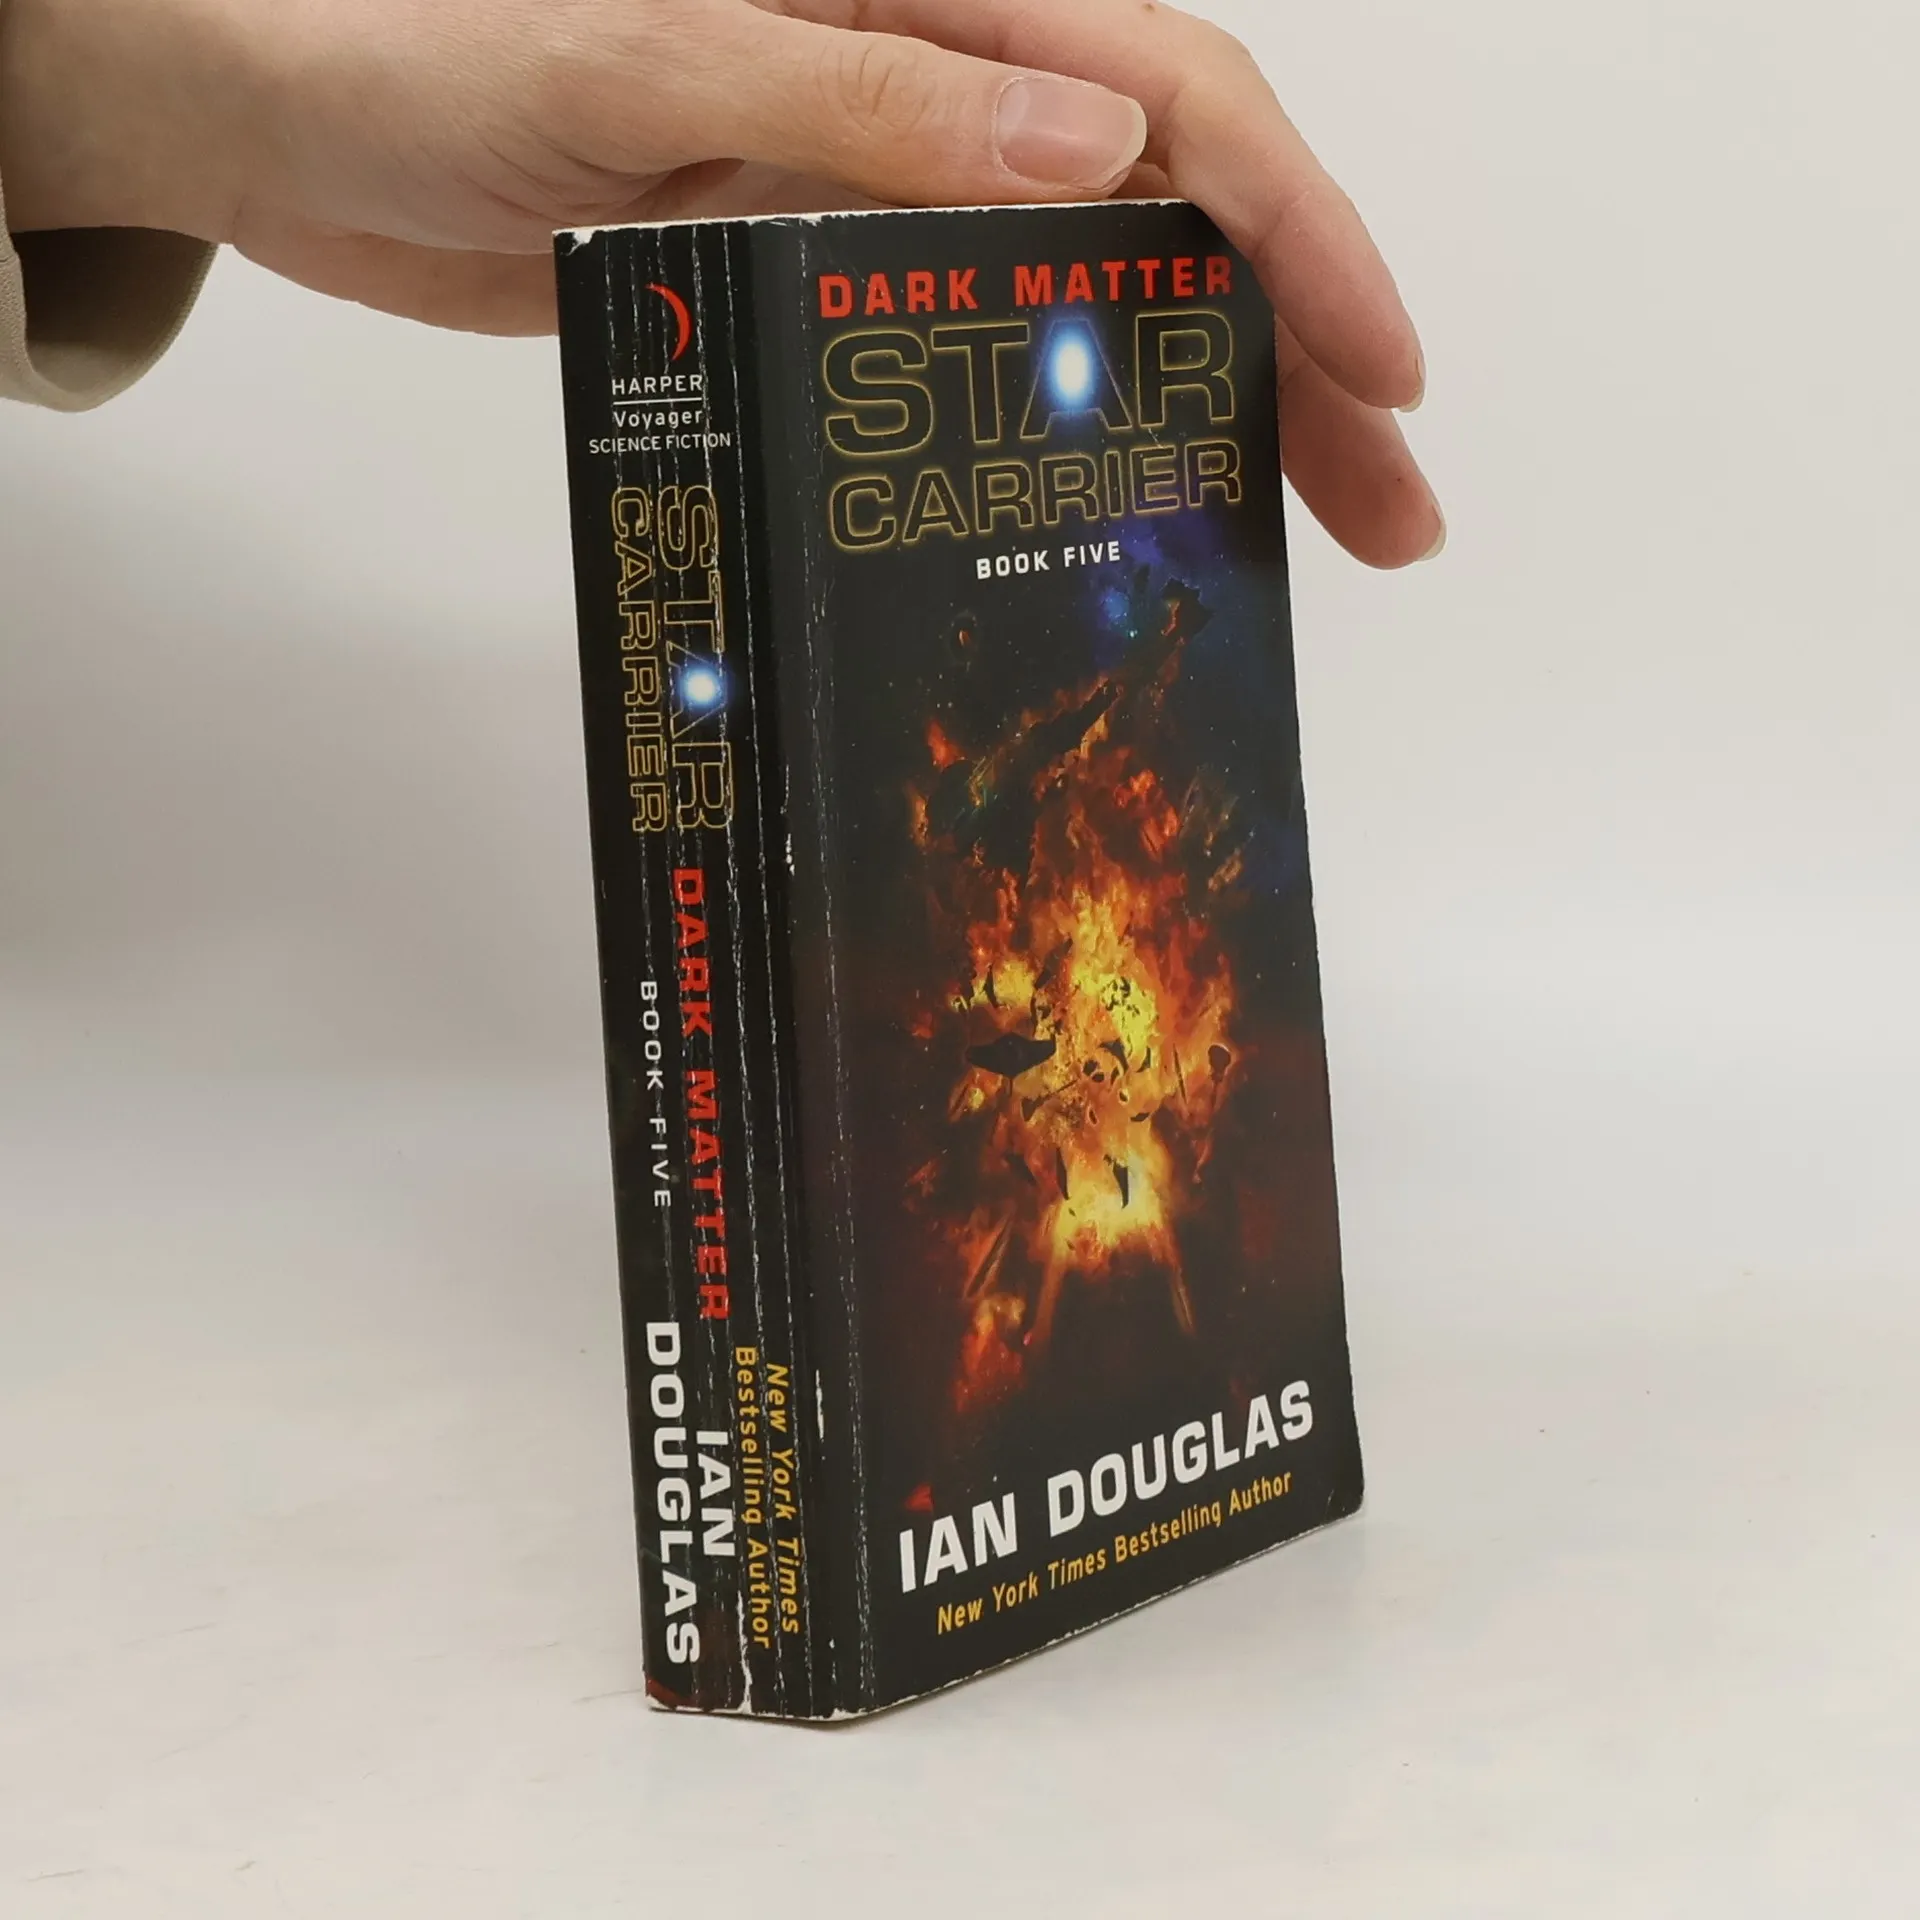 HARPER
Voyager
SCIENCE FICTION
STAR
CARRIER
DARK MATTER
BOOK FIVE
IAN
DOUGLAS
New York Times
Bestselling Author
DARK MATTER
STAR
CARRIER
BOOK FIVE
IAN DOUGLAS
New York Times Bestselling Author